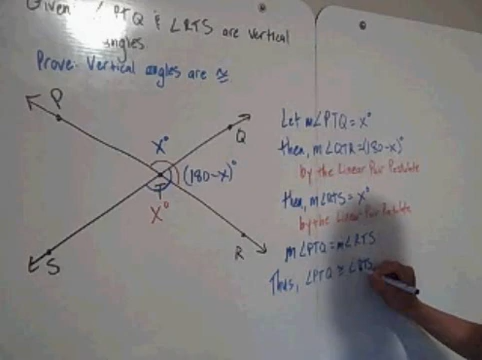 Given: ∠PTQ & ∠RTS are vertical
angles.
Prove: Vertical angles are ≅
P
Q
x°
(180-x)°
T
x°
S
R
Let m∠PTQ = x°
then, m∠QTR = (180-x)°
by the Linear Pair Postulate
then, m∠RTS = x°
by the Linear Pair Postulate
m∠PTQ = m∠RTS
Thus, ∠PTQ ≅ ∠RTS